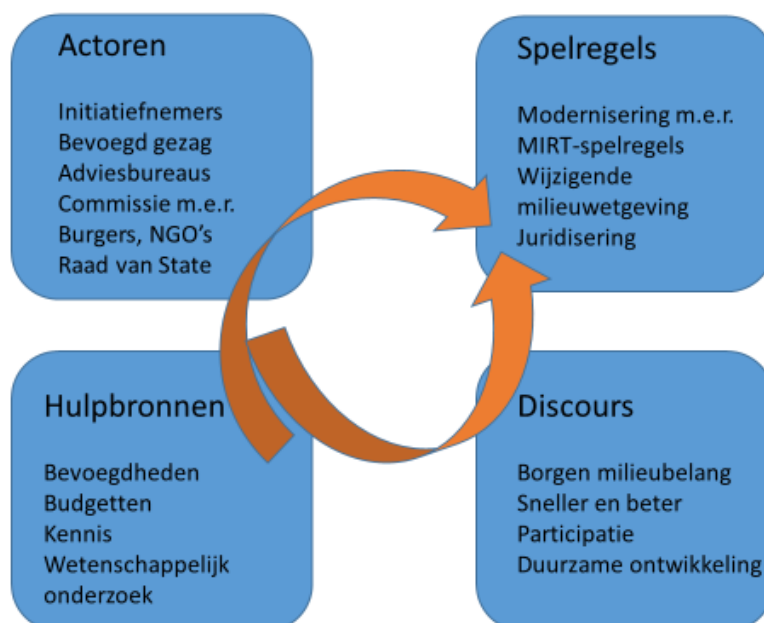 Actoren
Initiatiefnemers
Bevoegd gezag
Adviesbureaus
Commissie m.e.r.
Burgers, NGO's
Raad van State
Spelregels
Modernisering m.e.r.
MIRT-spelregels
Wijzigende
milieuwetgeving
Juridisering
Hulpbronnen
Bevoegdheden
Budgetten
Kennis
Wetenschappelijk
onderzoek
Discours
Borgen milieubelang
Sneller en beter
Participatie
Duurzame ontwikkeling